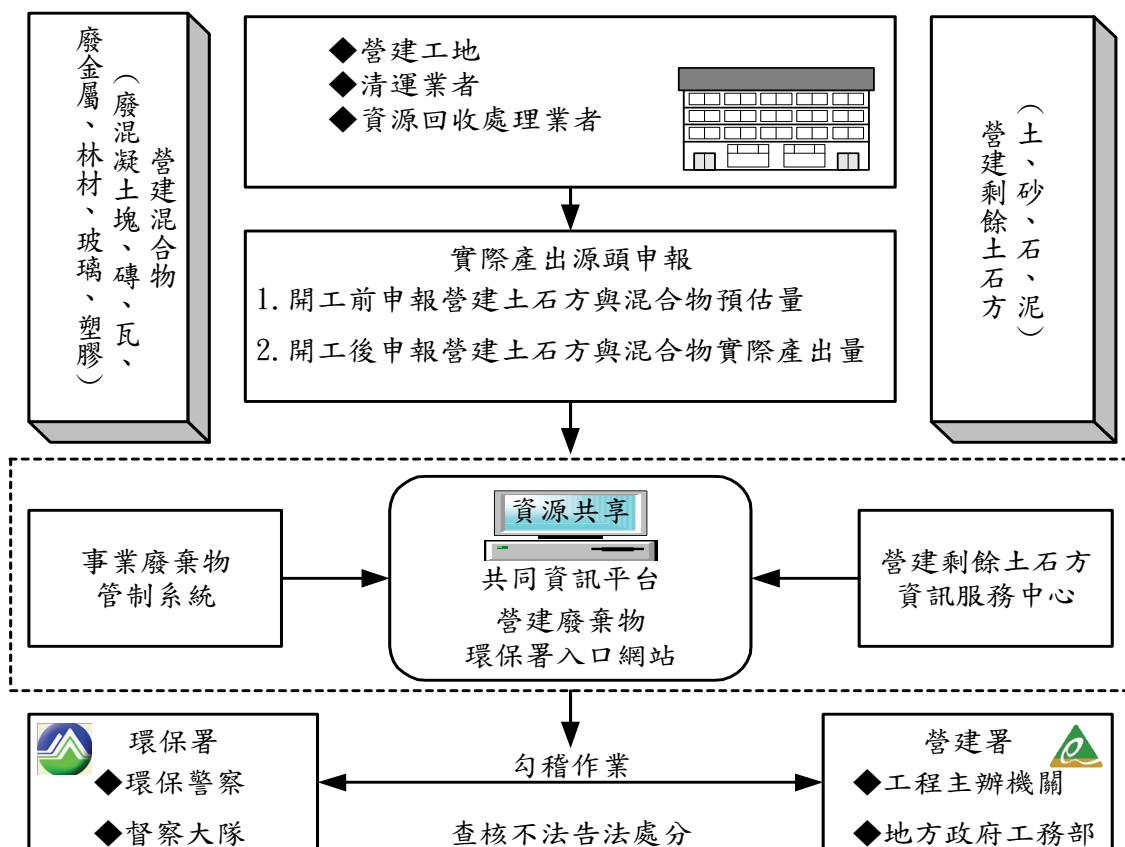 營建混合物
（廢混凝土塊、磚、瓦、
廢金屬、林材、玻璃、塑膠）
◆營建工地
◆清運業者
◆資源回收處理業者
（土、砂、石、泥）
營建剩餘土石方
實際產出源頭申報
1. 開工前申報營建土石方與混合物預估量
2. 開工後申報營建土石方與混合物實際產出量
事業廢棄物
管制系統
資源共享
共同資訊平台
營建廢棄物
環保署入口網站
營建剩餘土石方
資訊服務中心
環保署
◆環保警察
◆督察大隊
勾稽作業
查核不法告法處分
營建署
◆工程主辦機關
◆地方政府工務部